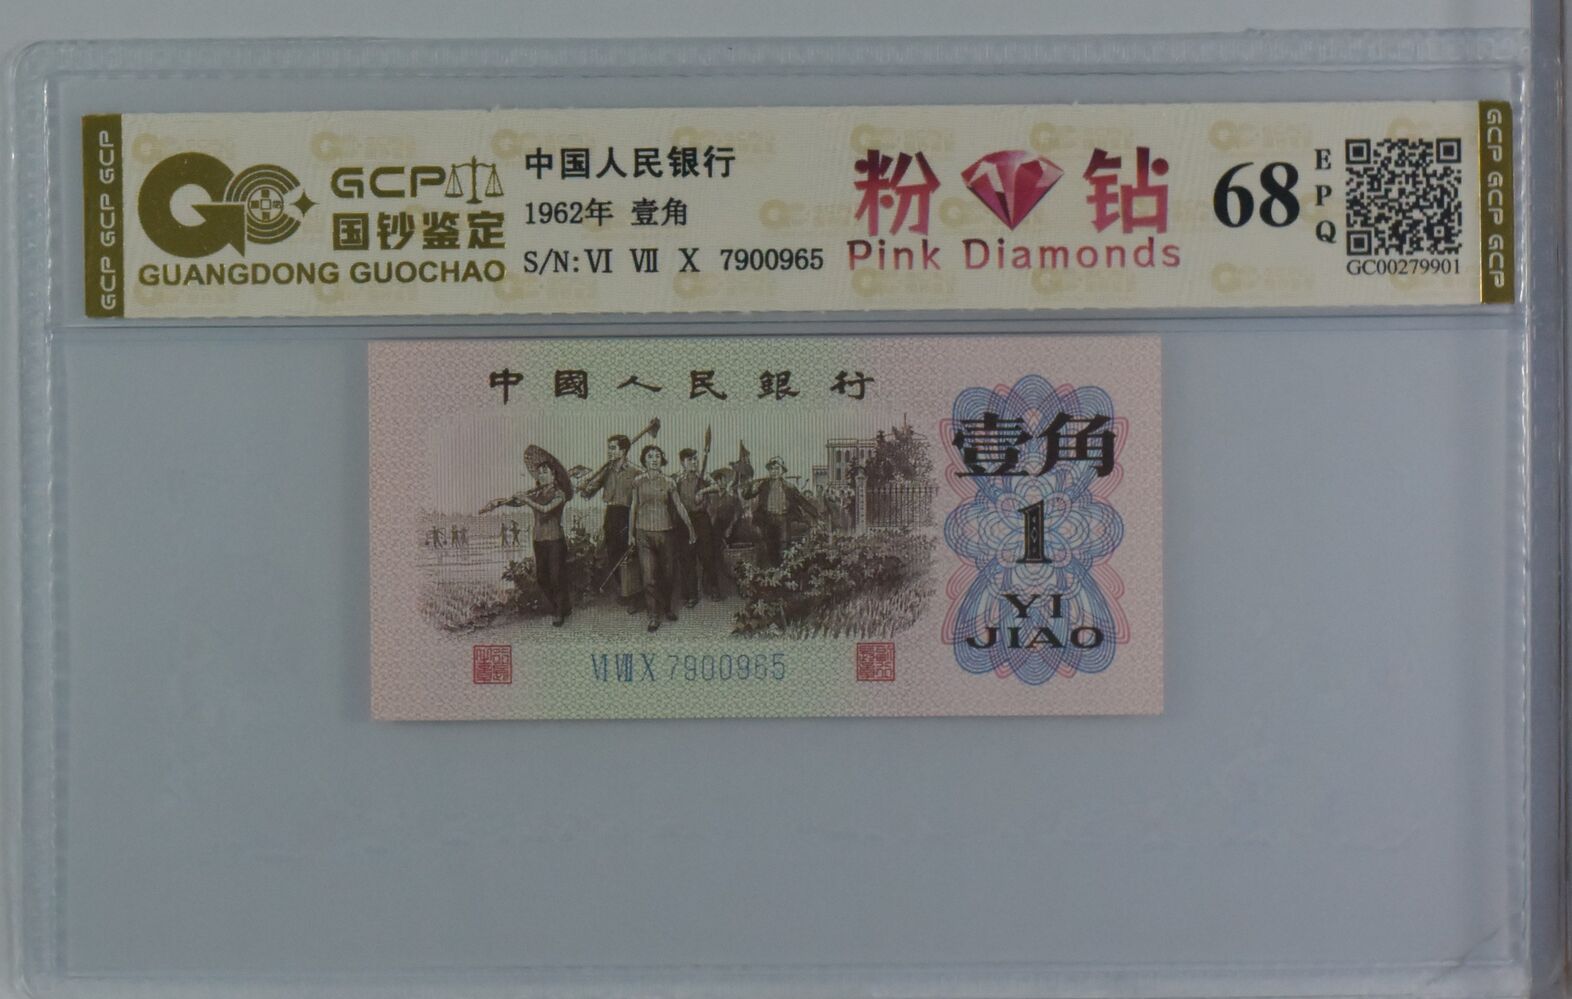 GCP GCP GCP
GCP
国钞鉴定
GUANGDONG GUOCHAO
中国人民银行
1962年 壹角
S/N: VI VII X 7900965
粉 钻
Pink Diamonds
68
EPQ
GC00279901
GCP GCP GCP
中國人民銀行
壹角
1
YI
JIAO
VI VII X 7900965